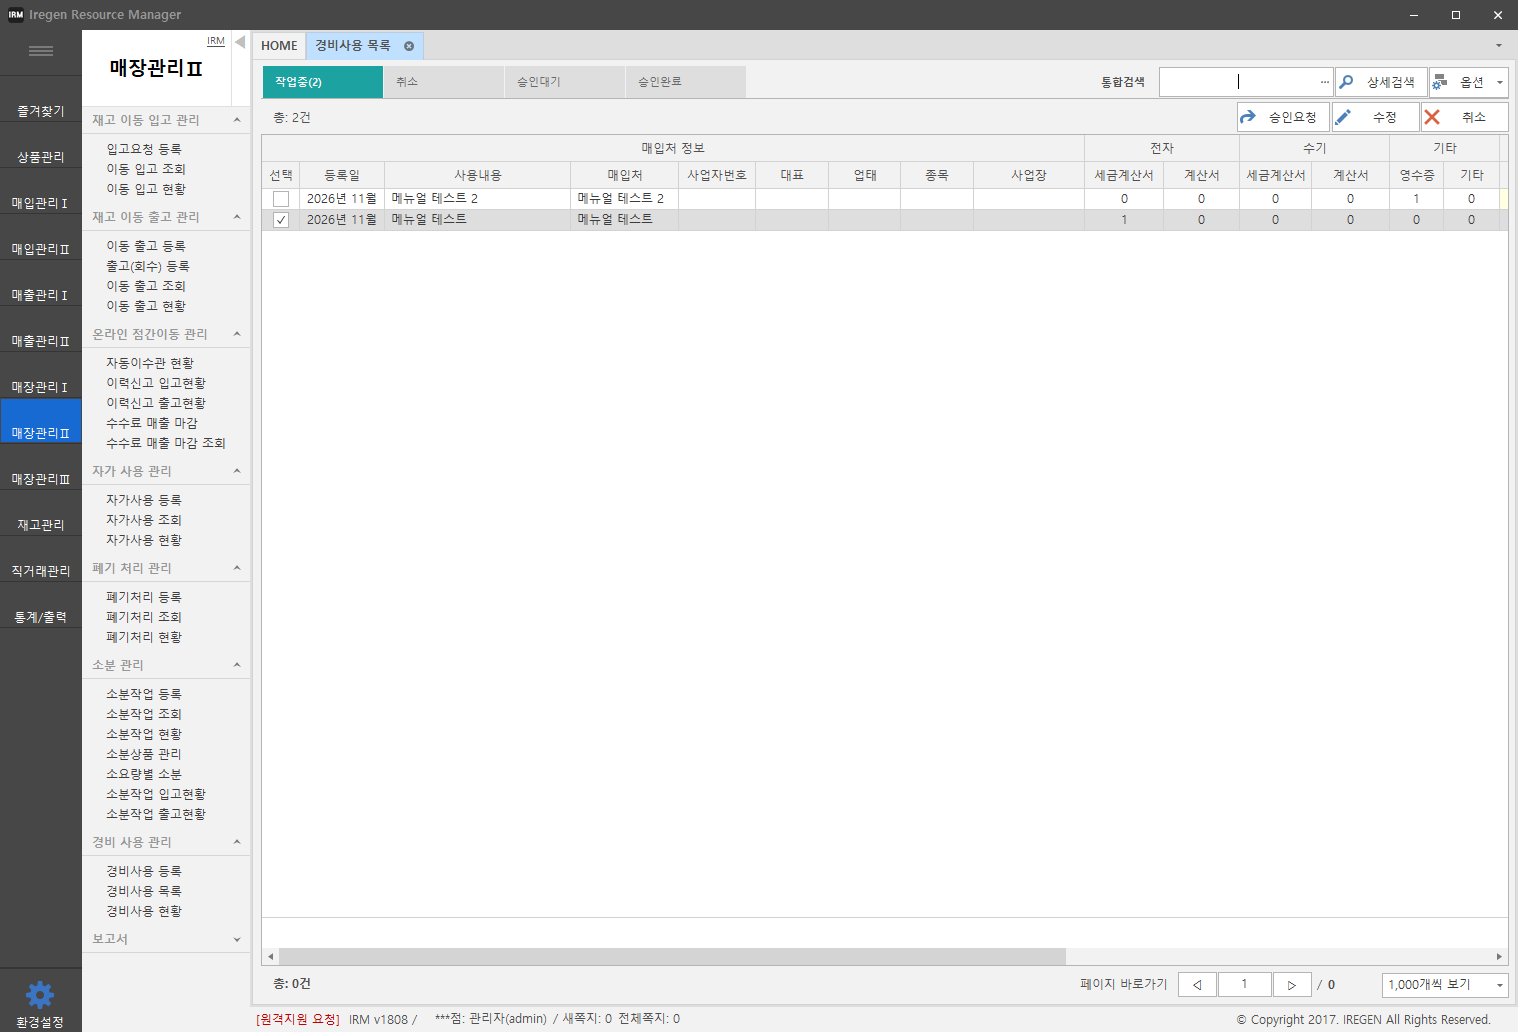 IRM Iregen Resource Manager
즐겨찾기
상품관리
매입관리Ⅰ
매입관리Ⅱ
매출관리Ⅰ
매출관리Ⅱ
매장관리Ⅰ
매장관리Ⅱ
매장관리Ⅲ
재고관리
직거래관리
통계/출력
환경설정
IRM
매장관리Ⅱ
재고 이동 입고 관리
입고요청 등록
이동 입고 조회
이동 입고 현황
재고 이동 출고 관리
이동 출고 등록
출고(회수) 등록
이동 출고 조회
이동 출고 현황
온라인 점간이동 관리
자동이수관 현황
이력신고 입고현황
이력신고 출고현황
수수료 매출 마감
수수료 매출 마감 조회
자가 사용 관리
자가사용 등록
자가사용 조회
자가사용 현황
폐기 처리 관리
폐기처리 등록
폐기처리 조회
폐기처리 현황
소분 관리
소분작업 등록
소분작업 조회
소분작업 현황
소분상품 관리
소요량별 소분
소분작업 입고현황
소분작업 출고현황
경비 사용 관리
경비사용 등록
경비사용 목록
경비사용 현황
보고서
HOME 경비사용 목록
작업중(2) 취소 승인대기 승인완료 통합검색 ... 상세검색 옵션
총: 2건 승인요청 수정 취소
매입처 정보 전자 수기 기타
선택 등록일 사용내용 매입처 사업자번호 대표 업태 종목 사업장 세금계산서 계산서 세금계산서 계산서 영수증 기타
2026년 11월 메뉴얼 테스트 2 메뉴얼 테스트 2 0 0 0 0 1 0
2026년 11월 메뉴얼 테스트 메뉴얼 테스트 1 0 0 0 0 0
총: 0건 페이지 바로가기 1 / 0 1,000개씩 보기
[원격지원 요청] IRM v1808 / ***점: 관리자(admin) / 새쪽지: 0 전체쪽지: 0 © Copyright 2017. IREGEN All Rights Reserved.